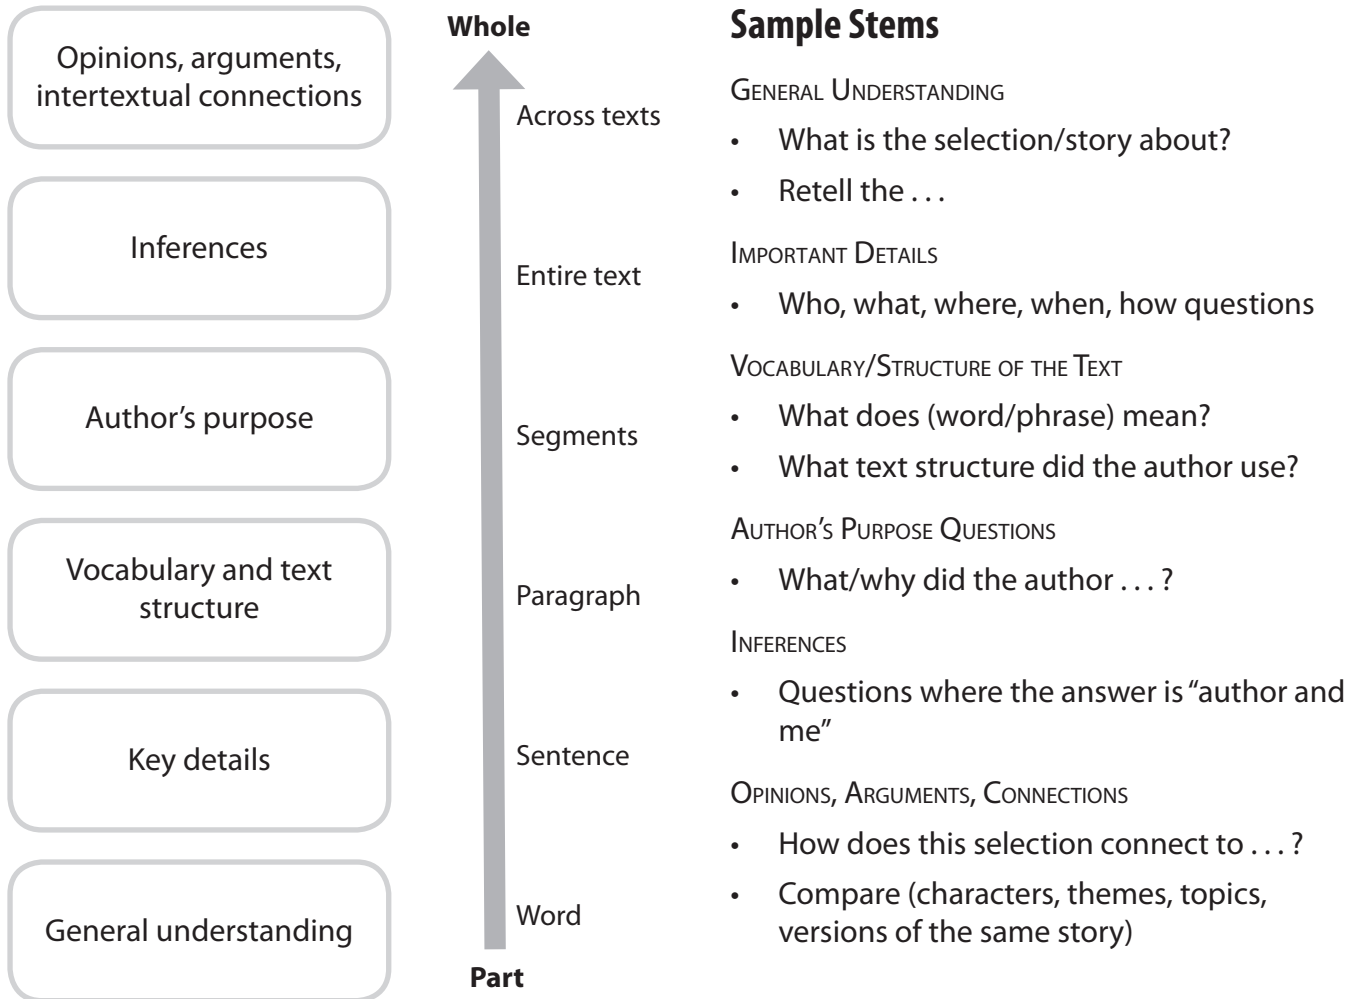 Opinions, arguments,
intertextual connections
Inferences
Author’s purpose
Vocabulary and text
structure
Key details
General understanding
Whole
Across texts
Entire text
Segments
Paragraph
Sentence
Word
Part
Sample Stems
General Understanding
• What is the selection/story about?
• Retell the . . .
Important Details
• Who, what, where, when, how questions
Vocabulary/Structure of the Text
• What does (word/phrase) mean?
• What text structure did the author use?
Author’s Purpose Questions
• What/why did the author . . . ?
Inferences
• Questions where the answer is “author and
me”
Opinions, Arguments, Connections
• How does this selection connect to . . . ?
• Compare (characters, themes, topics,
versions of the same story)